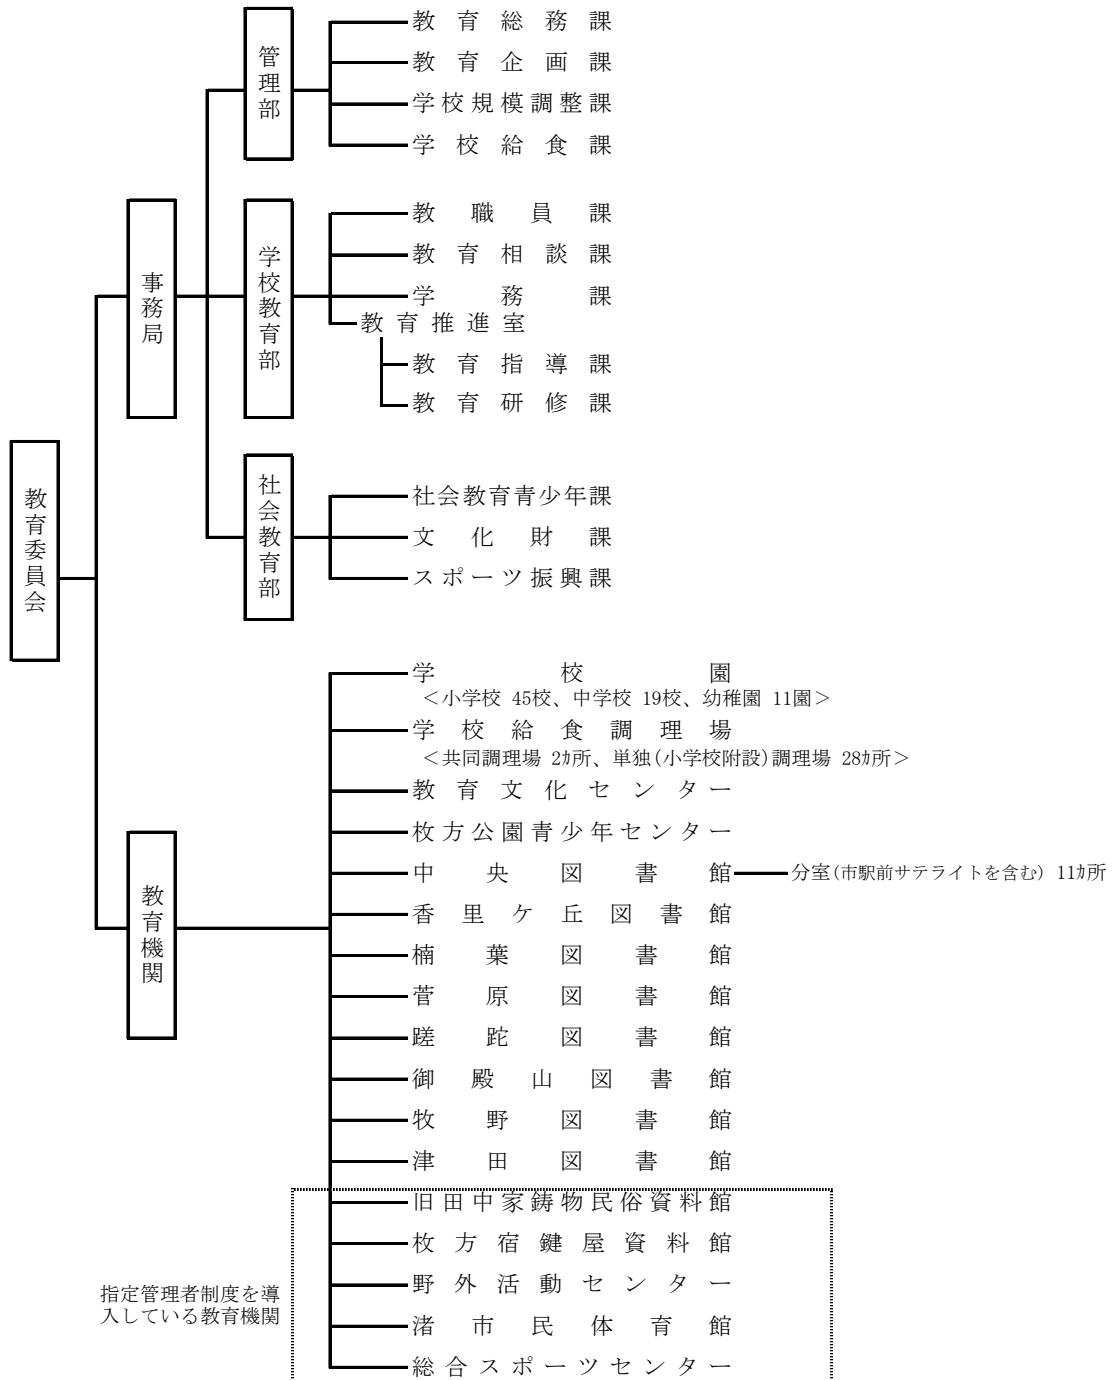 教育委員会
事務局
管理部
教育総務課
教育企画課
学校規模調整課
学校給食課
学校教育部
教職員課
教育相談課
学務課
教育推進室
教育指導課
教育研修課
社会教育部
社会教育青少年課
文化財課
スポーツ振興課
教育機関
学校園
＜小学校 45校、中学校 19校、幼稚園 11園＞
学校給食調理場
＜共同調理場 2ｶ所、単独(小学校附設)調理場 28ｶ所＞
教育文化センター
枚方公園青少年センター
中央図書館
分室(市駅前サテライトを含む) 11ｶ所
香里ケ丘図書館
楠葉図書館
菅原図書館
蹉跎図書館
御殿山図書館
牧野図書館
津田図書館
旧田中家鋳物民俗資料館
枚方宿鍵屋資料館
野外活動センター
渚市民体育館
総合スポーツセンター
指定管理者制度を導
入している教育機関